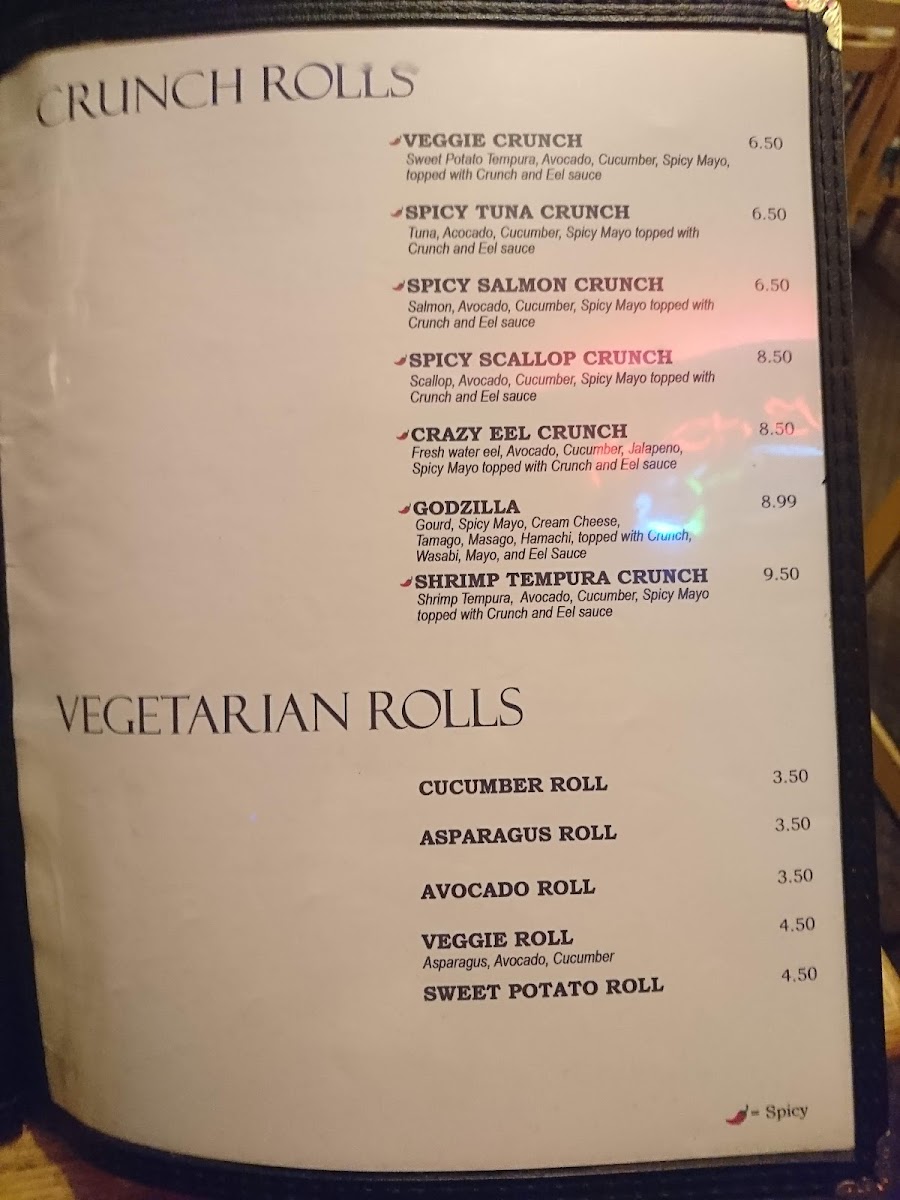 CRUNCH ROLLS
VEGGIE CRUNCH 6.50
Sweet Potato Tempura, Avocado, Cucumber, Spicy Mayo,
topped with Crunch and Eel sauce
SPICY TUNA CRUNCH 6.50
Tuna, Acocado, Cucumber, Spicy Mayo topped with
Crunch and Eel sauce
SPICY SALMON CRUNCH 6.50
Salmon, Avocado, Cucumber, Spicy Mayo topped with
Crunch and Eel sauce
SPICY SCALLOP CRUNCH 8.50
Scallop, Avocado, Cucumber, Spicy Mayo topped with
Crunch and Eel sauce
CRAZY EEL CRUNCH 8.50
Fresh water eel, Avocado, Cucumber, Jalapeno,
Spicy Mayo topped with Crunch and Eel sauce
GODZILLA 8.99
Gourd, Spicy Mayo, Cream Cheese,
Tamago, Masago, Hamachi, topped with Crunch,
Wasabi, Mayo, and Eel Sauce
SHRIMP TEMPURA CRUNCH 9.50
Shrimp Tempura, Avocado, Cucumber, Spicy Mayo
topped with Crunch and Eel sauce
VEGETARIAN ROLLS
CUCUMBER ROLL 3.50
ASPARAGUS ROLL 3.50
AVOCADO ROLL 3.50
VEGGIE ROLL 4.50
Asparagus, Avocado, Cucumber
SWEET POTATO ROLL 4.50
= Spicy